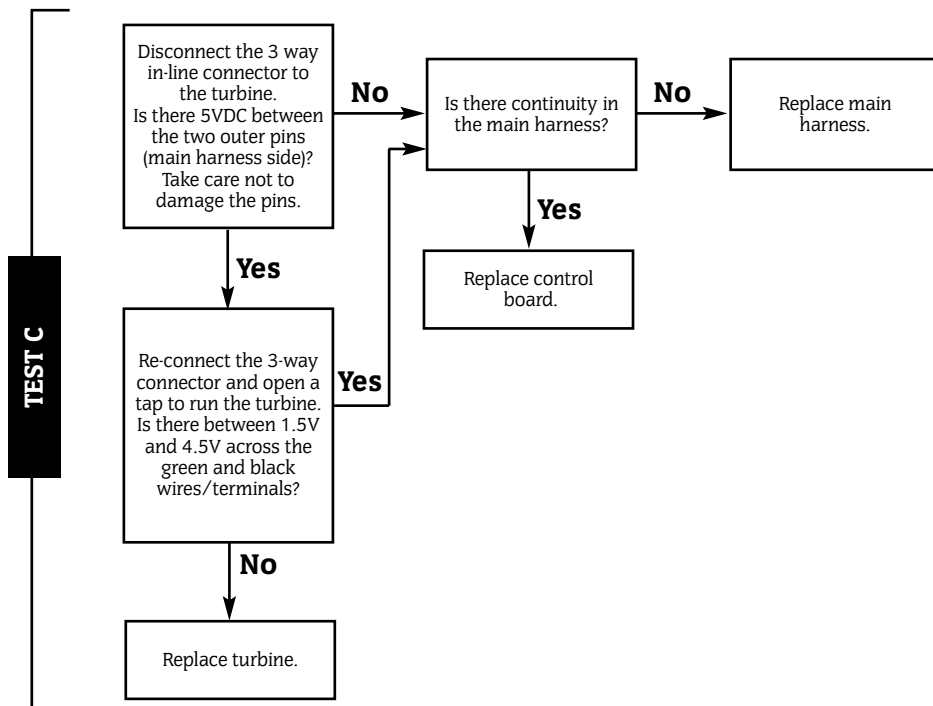 TEST C
Disconnect the 3 way
in-line connector to
the turbine.
Is there 5VDC between
the two outer pins
(main harness side)?
Take care not to
damage the pins.
No
Is there continuity in
the main harness?
No
Replace main
harness.
Yes
Replace control
board.
Yes
Re-connect the 3-way
connector and open a
tap to run the turbine.
Is there between 1.5V
and 4.5V across the
green and black
wires/terminals?
Yes
No
Replace turbine.